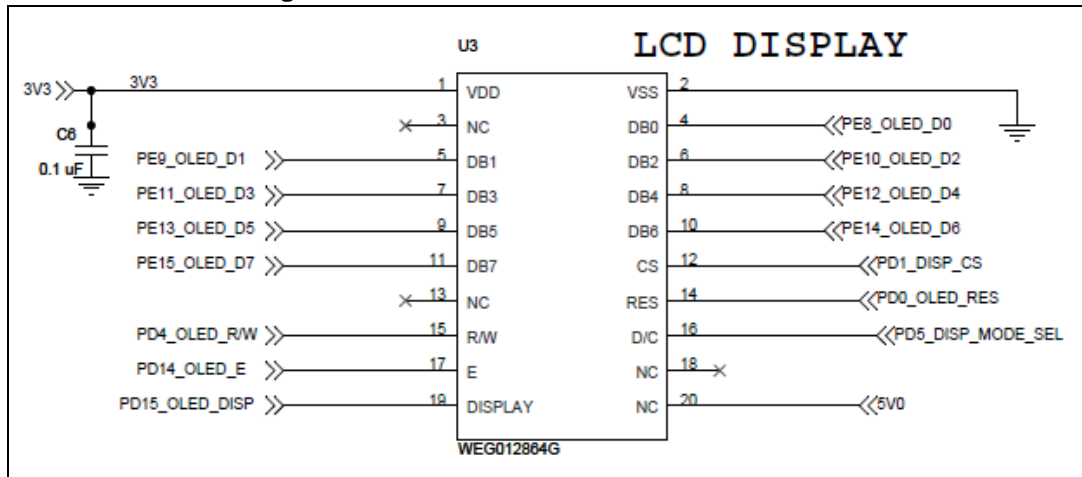 U3
LCD DISPLAY
3V3 3V3 1 VDD VSS 2
3 NC DB0 4 PE8_OLED_D0
C6
0.1 uF
PE9_OLED_D1 5 DB1 DB2 6 PE10_OLED_D2
PE11_OLED_D3 7 DB3 DB4 8 PE12_OLED_D4
PE13_OLED_D5 9 DB5 DB6 10 PE14_OLED_D6
PE15_OLED_D7 11 DB7 CS 12 PD1_DISP_CS
13 NC RES 14 PD0_OLED_RES
PD4_OLED_R/W 15 R/W D/C 16 PD5_DISP_MODE_SEL
PD14_OLED_E 17 E NC 18
PD15_OLED_DISP 19 DISPLAY NC 20 5V0
WEG012864G